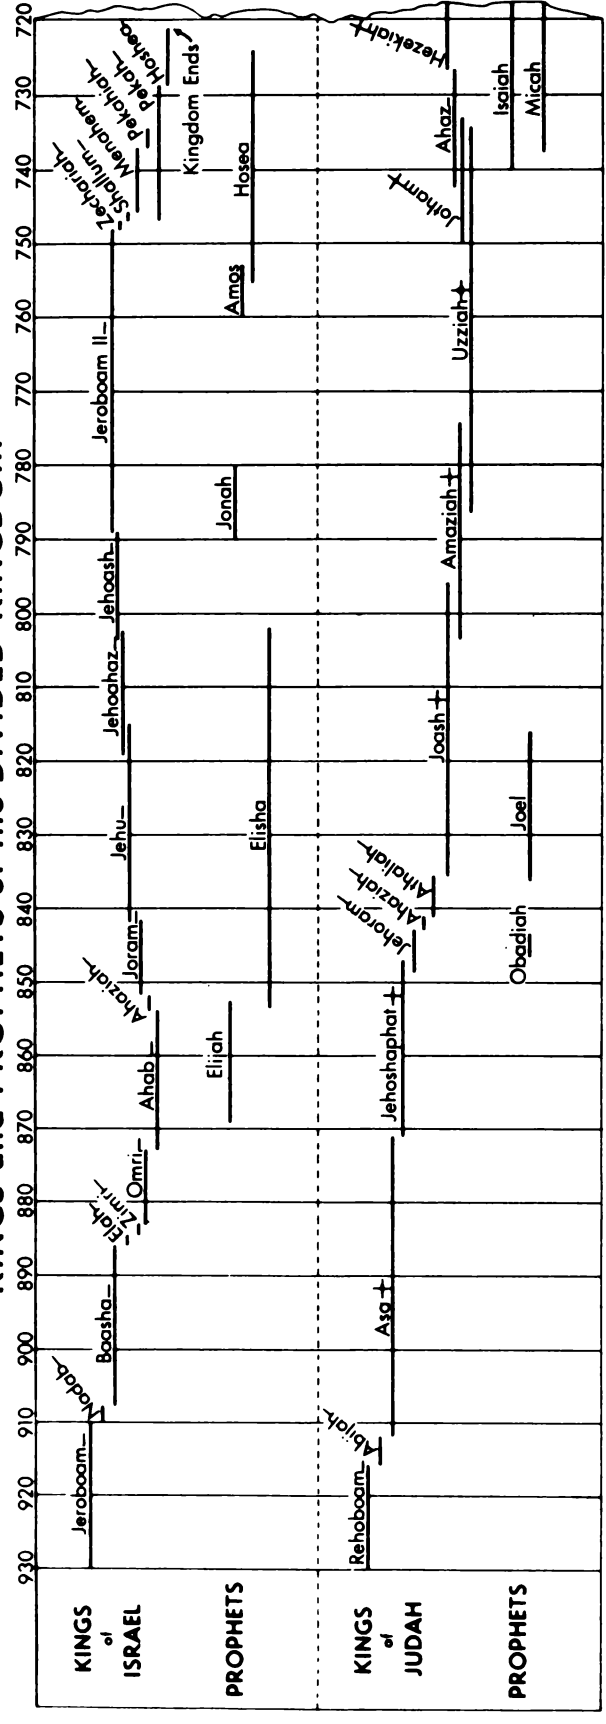 KINGS and PROPHETS of the DIVIDED KINGDOM
930 920 910 900 890 880 870 860 850 840 830 820 810 800 790 780 770 760 750 740 730 720
KINGS
of
ISRAEL
Jeroboam–
Nadab–
Baasha–
Elah–
Zimri–
Omri–
Ahab–
Ahaziah–
Joram–
Jehu–
Jehoahaz–
Jehoash–
Jeroboam II–
Zechariah–
Shallum–
Menahem–
Pekahiah–
Pekah–
Hoshea–
Kingdom Ends
PROPHETS
Elijah
Elisha
Jonah
Amos
Hosea
KINGS
of
JUDAH
Rehoboam–
Abijah–
Asa+
Jehoshaphat+
Jehoram–
Ahaziah–
Athaliah–
Joash+
Amaziah+
Uzziah+
Jotham+
Ahaz–
Hezekiah+
PROPHETS
Obadiah
Joel
Isaiah
Micah